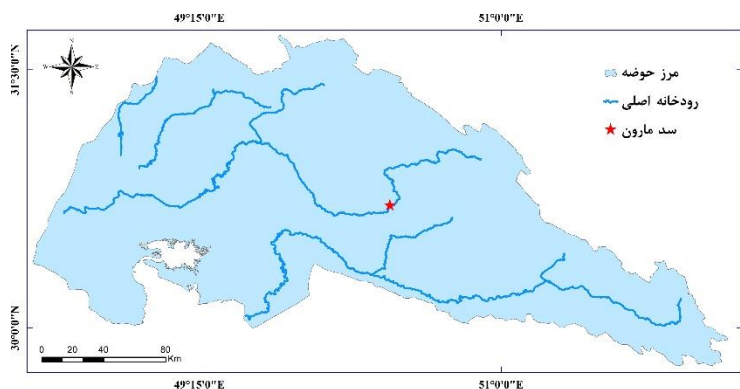 49°15'0"E 51°0'0"E
31°30'0"N
30°0'0"N
N
W E
S
مرز حوضه
رودخانه اصلی
سد مارون
0 20 40 80
Km
49°15'0"E 51°0'0"E